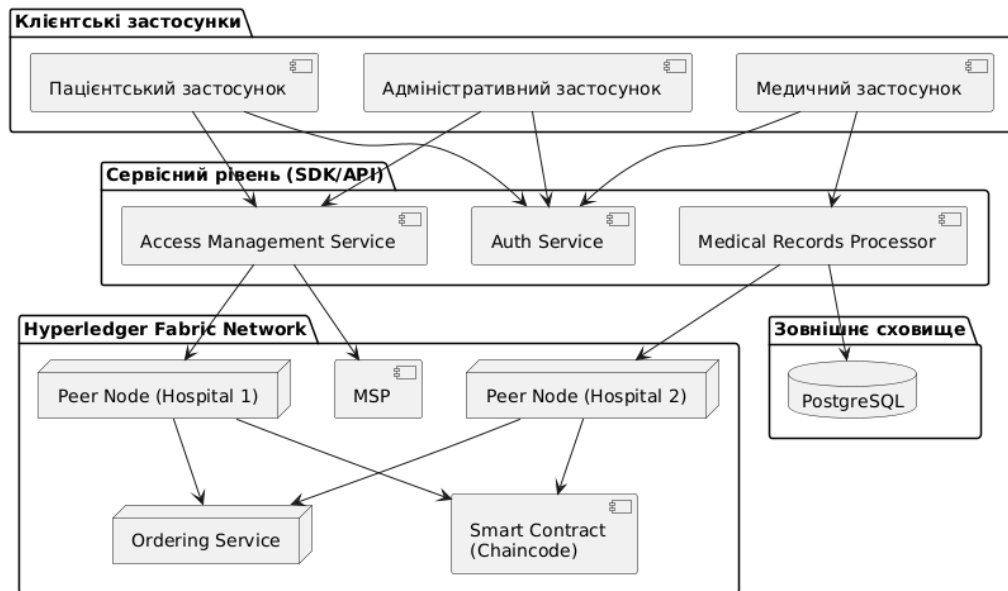 Клієнтські застосунки
Пацієнтський застосунок
Адміністративний застосунок
Медичний застосунок
Сервісний рівень (SDK/API)
Access Management Service
Auth Service
Medical Records Processor
Hyperledger Fabric Network
Зовнішнє сховище
Peer Node (Hospital 1)
MSP
Peer Node (Hospital 2)
PostgreSQL
Ordering Service
Smart Contract
(Chaincode)